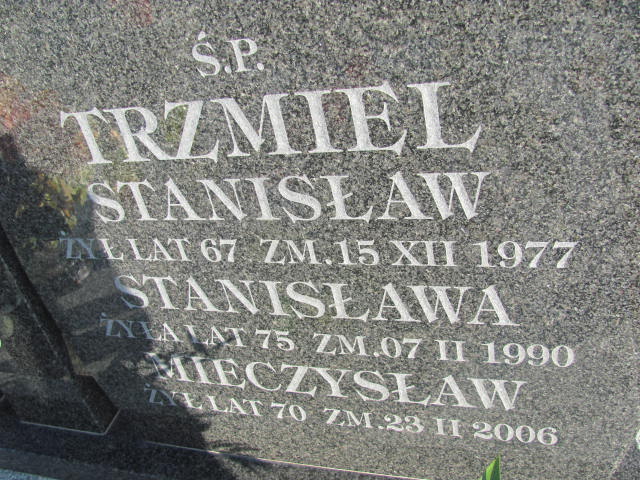 Ś.P.
TRZMIEL
STANISŁAW
ŻYŁ LAT 67 ZM.15 XII 1977
STANISŁAWA
ŻYŁA LAT 75 ZM.07 II 1990
MIECZYSŁAW
ŻYŁ LAT 70 ZM.23 II 2006